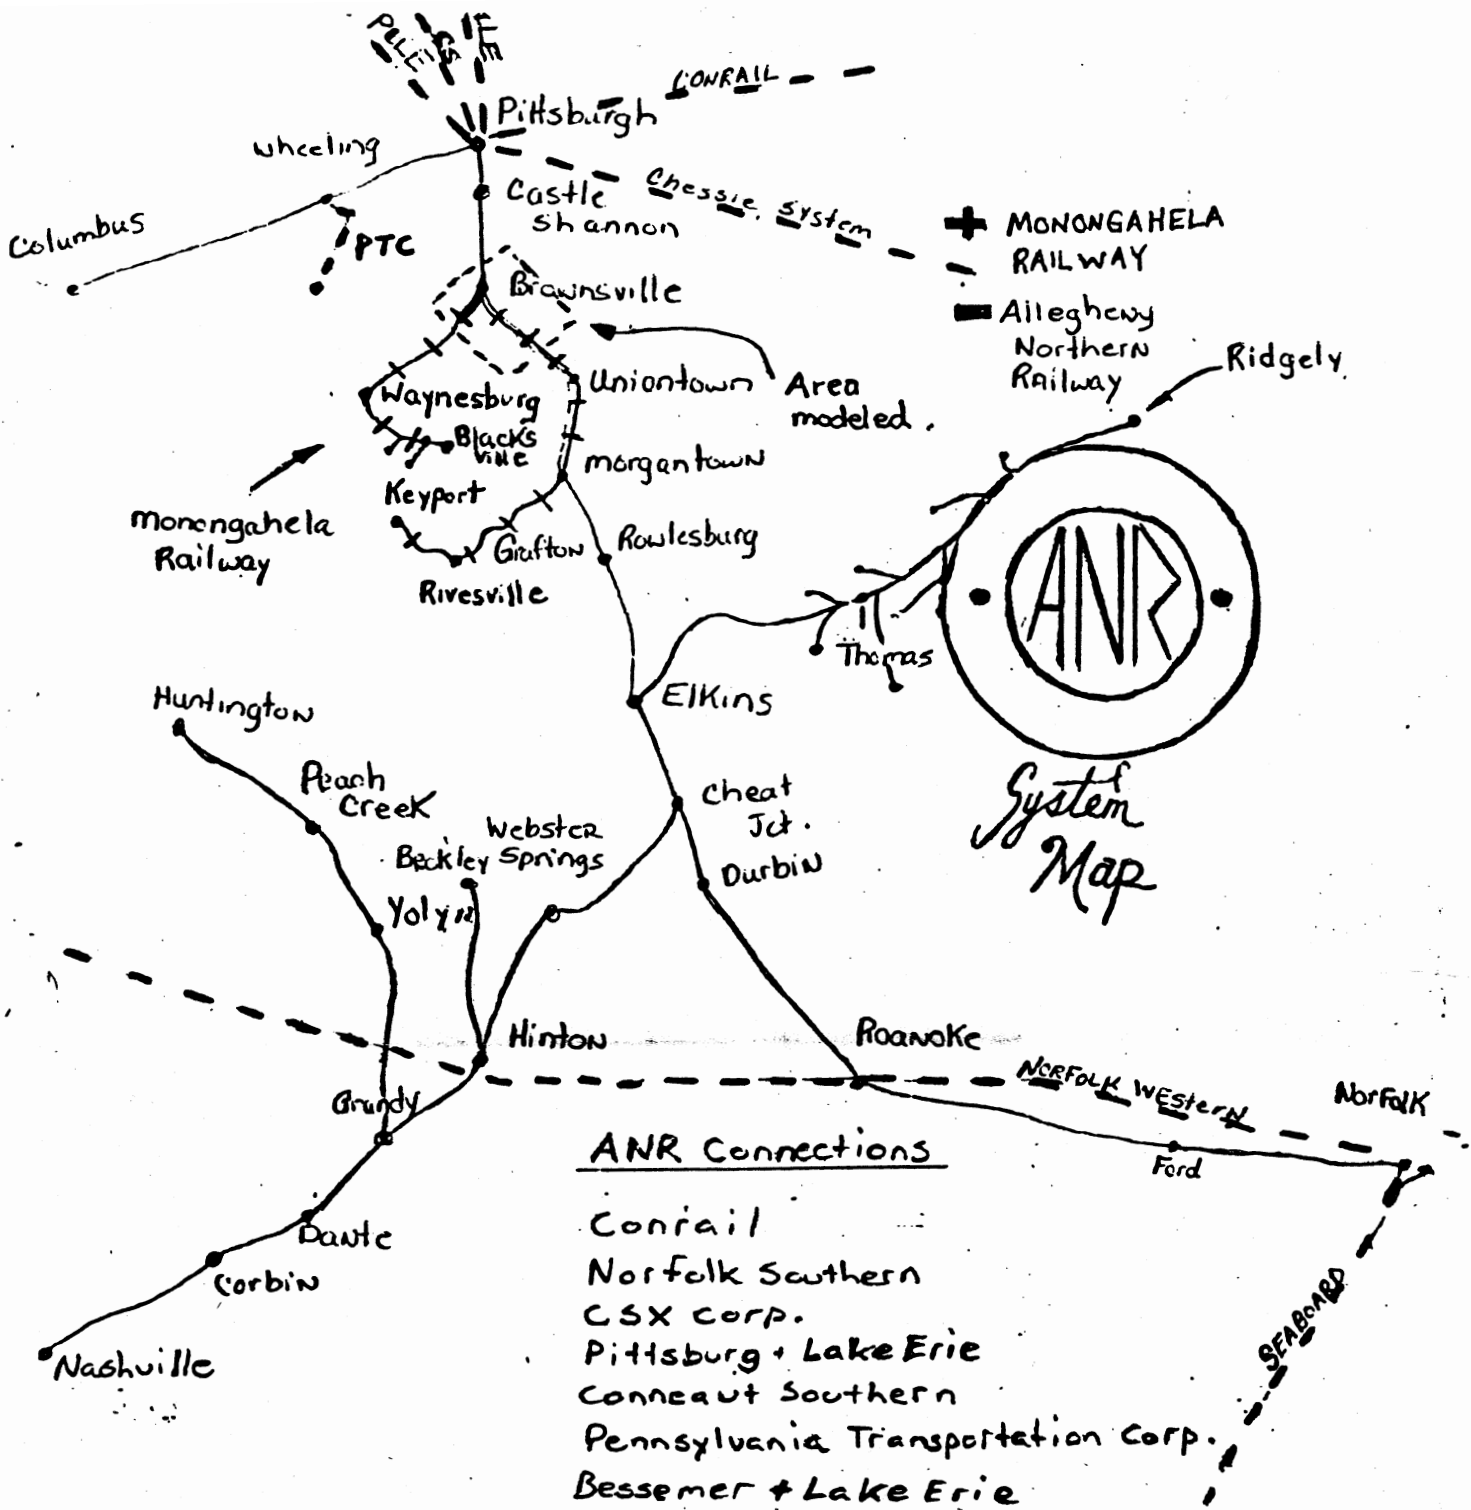 P&LE
CS
B&LE
CONRAIL
Pittsburgh
Wheeling
Castle
Shannon
Chessie System
Columbus
PTC
MONONGAHELA
RAILWAY
Brownsville
Allegheny
Northern
Railway
Ridgely
Uniontown
Area
modeled.
Waynesburg
Blacks
ville
Morgantown
Keyport
Monongahela
Railway
Grafton
Rowlesburg
Rivesville
ANR
Thomas
Elkins
Huntington
System
Map
Peach
Creek
Cheat
Jct.
Webster
Springs
Beckley
Durbin
Yolyn
Hinton
Roanoke
NORFOLK WESTERN
Norfolk
Grundy
ANR Connections
Ford
Dante
Corbin
Nashville
SEABOARD
Conrail
Norfolk Southern
CSX Corp.
Pittsburg + Lake Erie
Conneaut Southern
Pennsylvania Transportation Corp.
Bessemer + Lake Erie